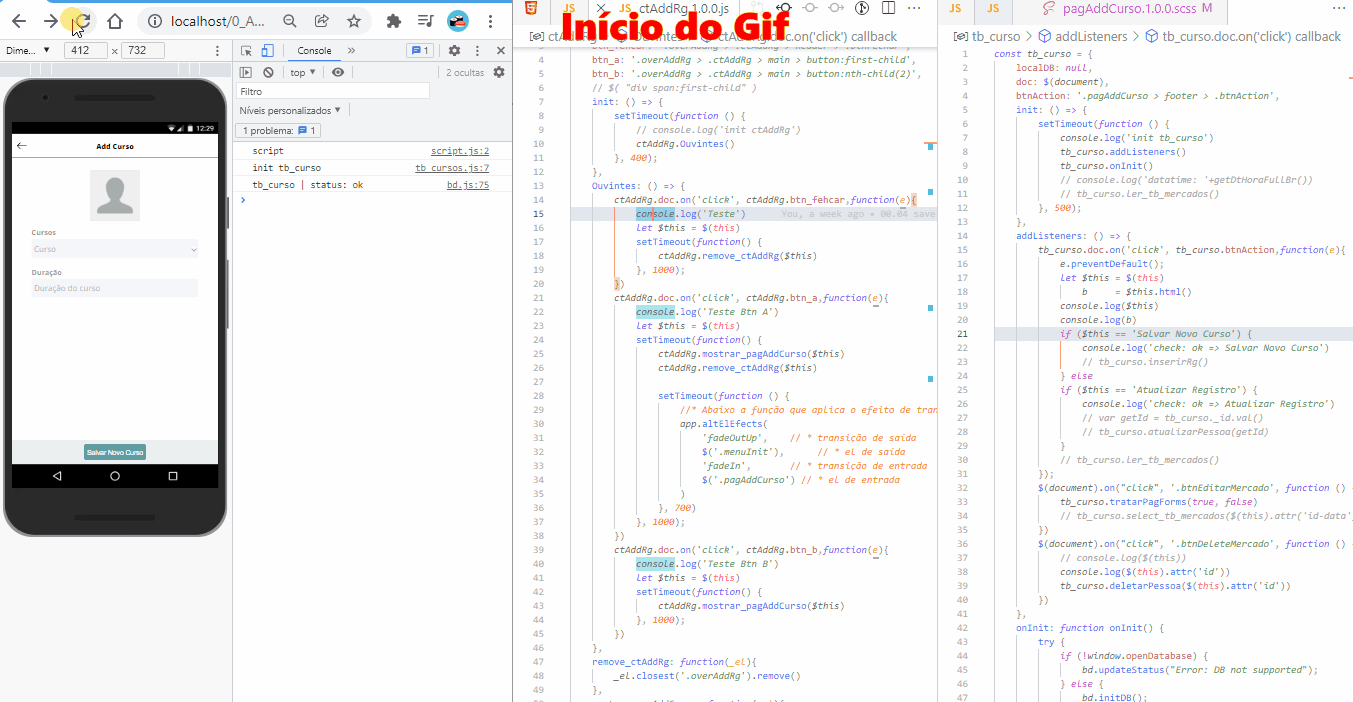 Início do Gif
localhost/0_A...
Dime...
412
×
732
Console
»
1
top
2 ocultas
Filtro
Níveis personalizados
1 problema:
1
script
script.js:2
init tb_curso
tb_cursos.js:7
tb_curso | status: ok
bd.js:75
12:29
Add Curso
Cursos
Curso
Duração
Duração do curso
Salvar Novo Curso
JS
JS ctAddRg.1.0.0.js
ctAdd
callback
4 btn_a: '.overAddRg > .ctAddRg > main > button:first-child',
5 btn_b: '.overAddRg > .ctAddRg > main > button:nth-child(2)',
6 // $( "div span:first-child" )
7 init: () => {
8 setTimeout(function () {
9 // console.log('init ctAddRg')
10 ctAddRg.Ouvintes()
11 }, 400);
12 },
13 Ouvintes: () => {
14 ctAddRg.doc.on('click', ctAddRg.btn_fehcar,function(e){
15 console.log('Teste') You, a week ago • 00.04 save
16 let $this = $(this)
17 setTimeout(function() {
18 ctAddRg.remove_ctAddRg($this)
19 }, 1000);
20 })
21 ctAddRg.doc.on('click', ctAddRg.btn_a,function(e){
22 console.log('Teste Btn A')
23 let $this = $(this)
24 setTimeout(function() {
25 ctAddRg.mostrar_pagAddCurso($this)
26 ctAddRg.remove_ctAddRg($this)
27
28 setTimeout(function () {
29 //* Abaixo a função que aplica o efeito de tran
30 app.altElEfects(
31 'fadeOutUp', // * transição de saida
32 $('.menuInit'), // * el de saida
33 'fadeIn', // * transição de entrada
34 $('.pagAddCurso') // * el de entrada
35 )
36 }, 700)
37 }, 1000);
38 })
39 ctAddRg.doc.on('click', ctAddRg.btn_b,function(e){
40 console.log('Teste Btn B')
41 let $this = $(this)
42 setTimeout(function() {
43 ctAddRg.mostrar_pagAddCurso($this)
44 }, 1000);
45 })
46 },
47 remove_ctAddRg: function(_el){
48 _el.closest('.overAddRg').remove()
49 },
JS
JS
pagAddCurso.1.0.0.scss M
tb_curso > addListeners > tb_curso.doc.on('click') callback
1 const tb_curso = {
2 localDB: null,
3 doc: $(document),
4 btnAction: '.pagAddCurso > footer > .btnAction',
5 init: () => {
6 setTimeout(function () {
7 console.log('init tb_curso')
8 tb_curso.addListeners()
9 tb_curso.onInit()
10 // console.log('datatime: '+getDtHoraFullBr())
11 // tb_curso.ler_tb_mercados()
12 }, 500);
13 },
14 addListeners: () => {
15 tb_curso.doc.on('click', tb_curso.btnAction,function(e){
16 e.preventDefault();
17 let $this = $(this)
18 b = $this.html()
19 console.log($this)
20 console.log(b)
21 if ($this == 'Salvar Novo Curso') {
22 console.log('check: ok => Salvar Novo Curso')
23 // tb_curso.inserirRg()
24 } else
25 if ($this == 'Atualizar Registro') {
26 console.log('check: ok => Atualizar Registro')
27 // var getId = tb_curso._id.val()
28 // tb_curso.atualizarPessoa(getId)
29 }
30 // tb_curso.ler_tb_mercados()
31 });
32 $(document).on("click", '.btnEditarMercado', function ()
33 tb_curso.tratarPagForms(true, false)
34 // tb_curso.select_tb_mercados($(this).attr('id-data'
35 })
36 $(document).on("click", '.btnDeleteMercado', function ()
37 // console.log($(this))
38 console.log($(this).attr('id'))
39 tb_curso.deletarPessoa($(this).attr('id'))
40 })
41 },
42 onInit: function onInit() {
43 try {
44 if (!window.openDatabase) {
45 bd.updateStatus("Error: DB not supported");
46 } else {
47 bd.initDB();